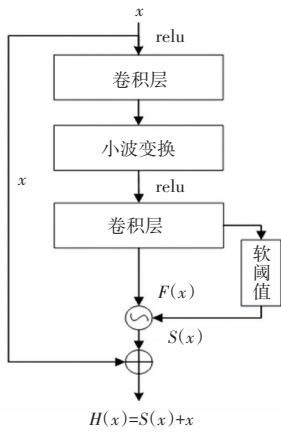 x
relu
卷积层
小波变换
x
relu
卷积层
软阈值
F(x)
S(x)
H(x)=S(x)+x